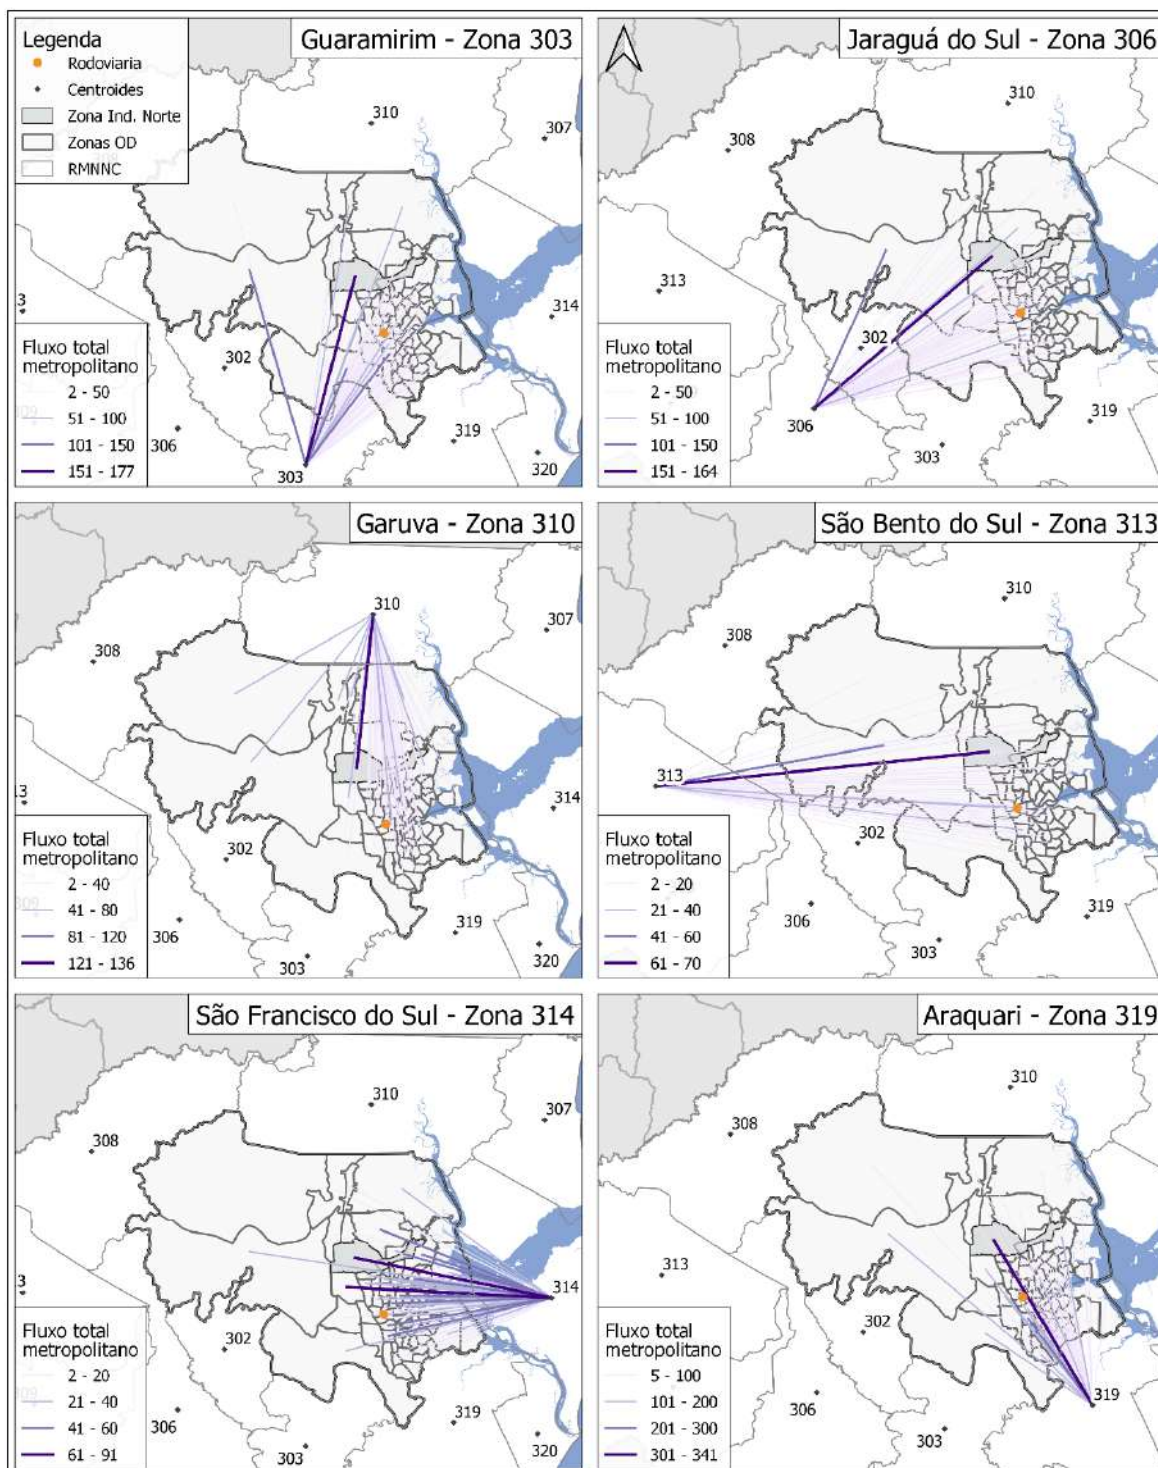 Legenda
Rodoviaria
Centroides
Zona Ind. Norte
Zonas OD
RMNNC
Guaramirim - Zona 303
310
307
314
3
302
306
303
319
320
Fluxo total
metropolitano
2 - 50
51 - 100
101 - 150
151 - 177
Jaraguá do Sul - Zona 306
310
308
313
302
306
303
319
Fluxo total
metropolitano
2 - 50
51 - 100
101 - 150
151 - 164
Garuva - Zona 310
310
307
308
13
314
302
306
303
319
320
Fluxo total
metropolitano
2 - 40
41 - 80
81 - 120
121 - 136
São Bento do Sul - Zona 313
310
308
313
302
306
303
319
Fluxo total
metropolitano
2 - 20
21 - 40
41 - 60
61 - 70
São Francisco do Sul - Zona 314
310
307
308
3
314
302
306
303
319
320
Fluxo total
metropolitano
2 - 20
21 - 40
41 - 60
61 - 91
Araquari - Zona 319
310
308
313
302
306
303
319
Fluxo total
metropolitano
5 - 100
101 - 200
201 - 300
301 - 341